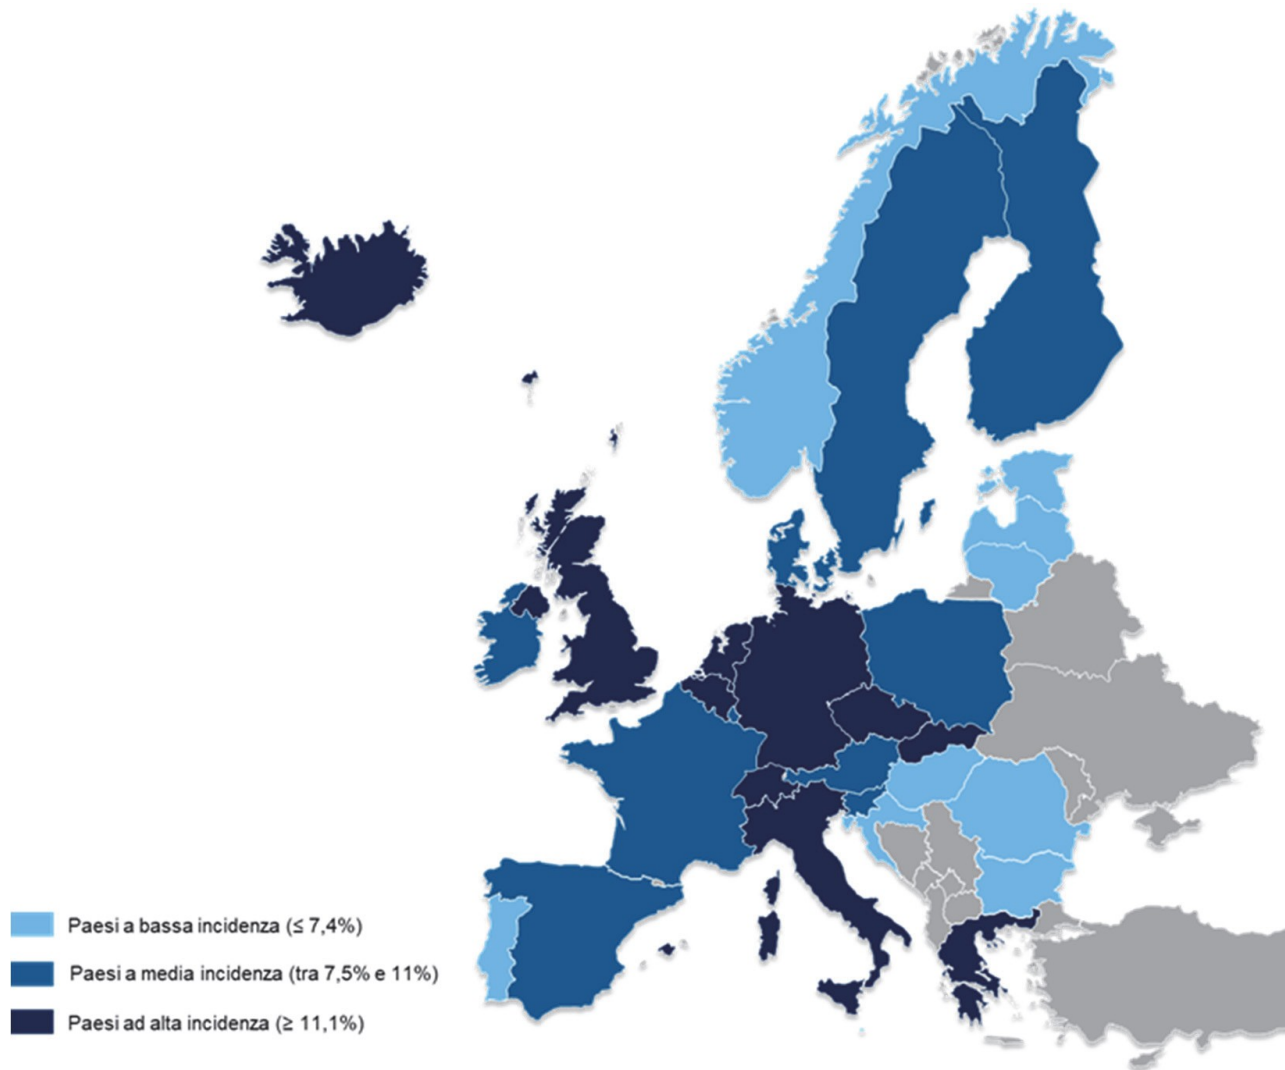 Paesi a bassa incidenza (≤ 7,4%)
Paesi a media incidenza (tra 7,5% e 11%)
Paesi ad alta incidenza (≥ 11,1%)